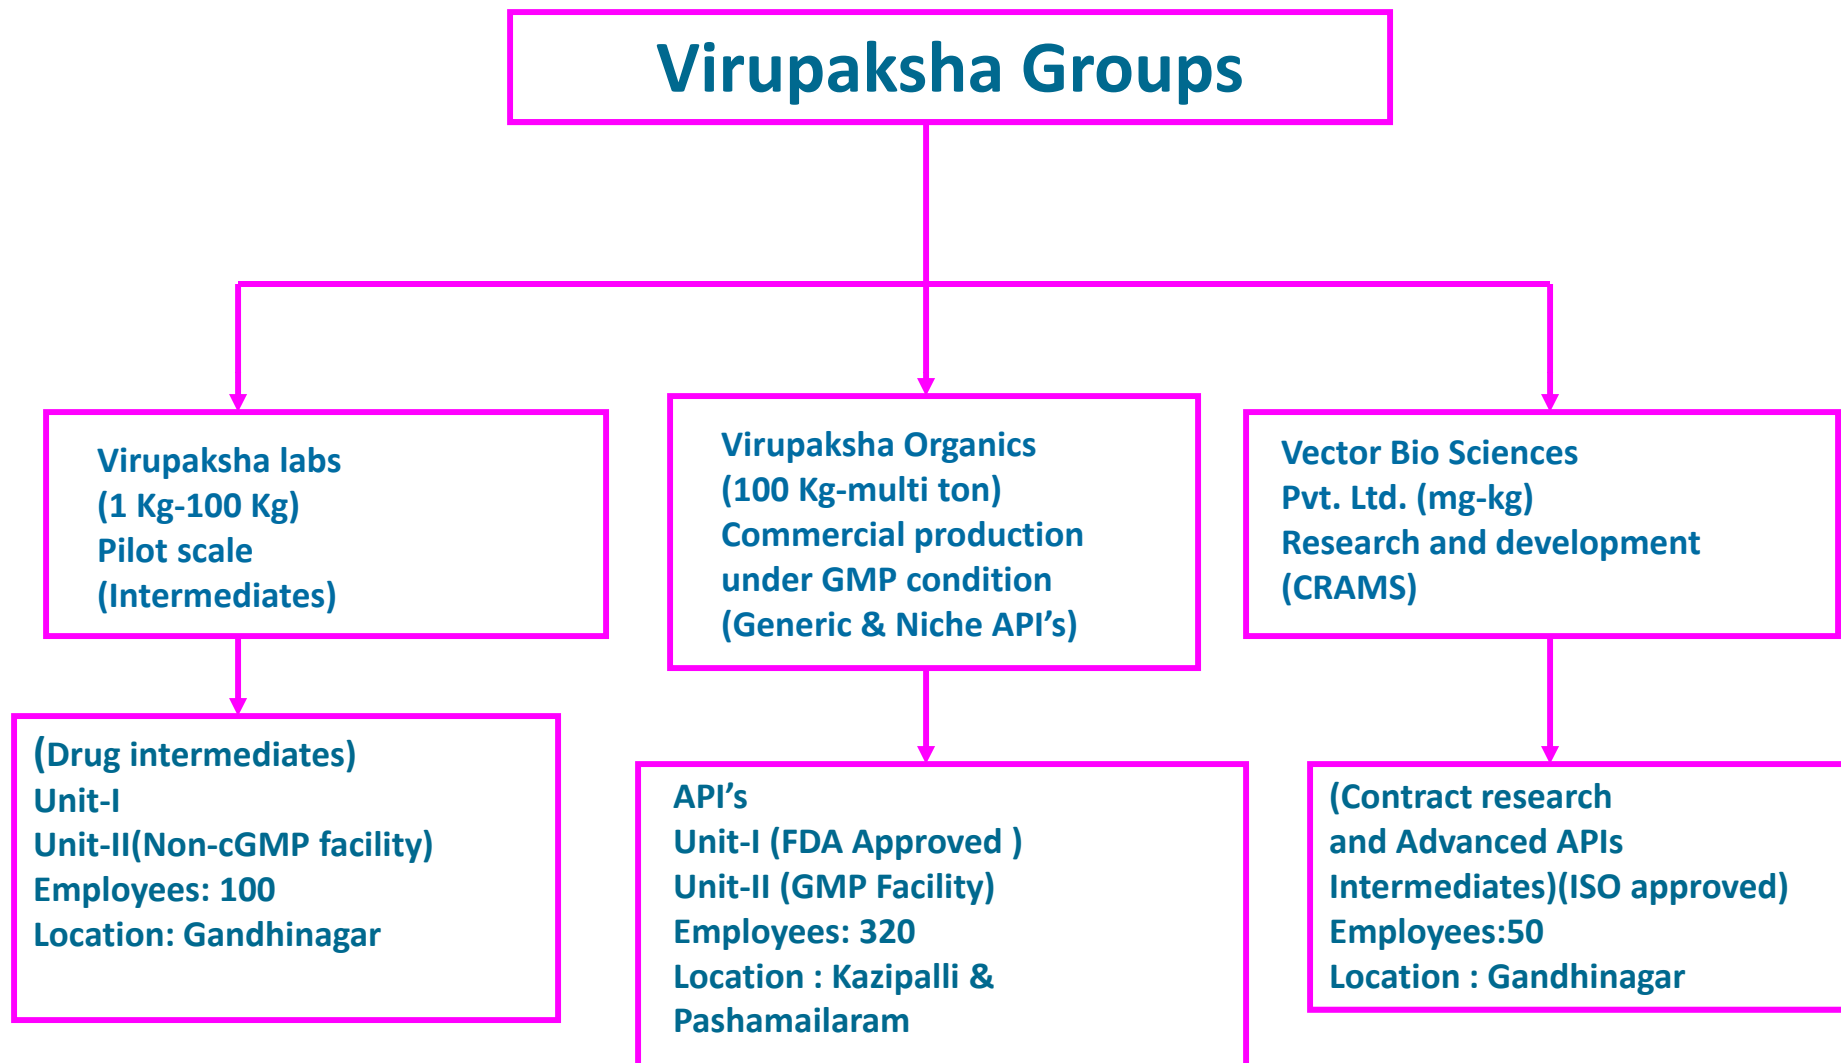 Virupaksha Groups
Virupaksha labs
(1 Kg-100 Kg)
Pilot scale
(Intermediates)
Virupaksha Organics
(100 Kg-multi ton)
Commercial production
under GMP condition
(Generic & Niche API’s)
Vector Bio Sciences
Pvt. Ltd. (mg-kg)
Research and development
(CRAMS)
(Drug intermediates)
Unit-I
Unit-II(Non-cGMP facility)
Employees: 100
Location: Gandhinagar
API’s
Unit-I (FDA Approved )
Unit-II (GMP Facility)
Employees: 320
Location : Kazipalli &
Pashamailaram
(Contract research
and Advanced APIs
Intermediates)(ISO approved)
Employees:50
Location : Gandhinagar